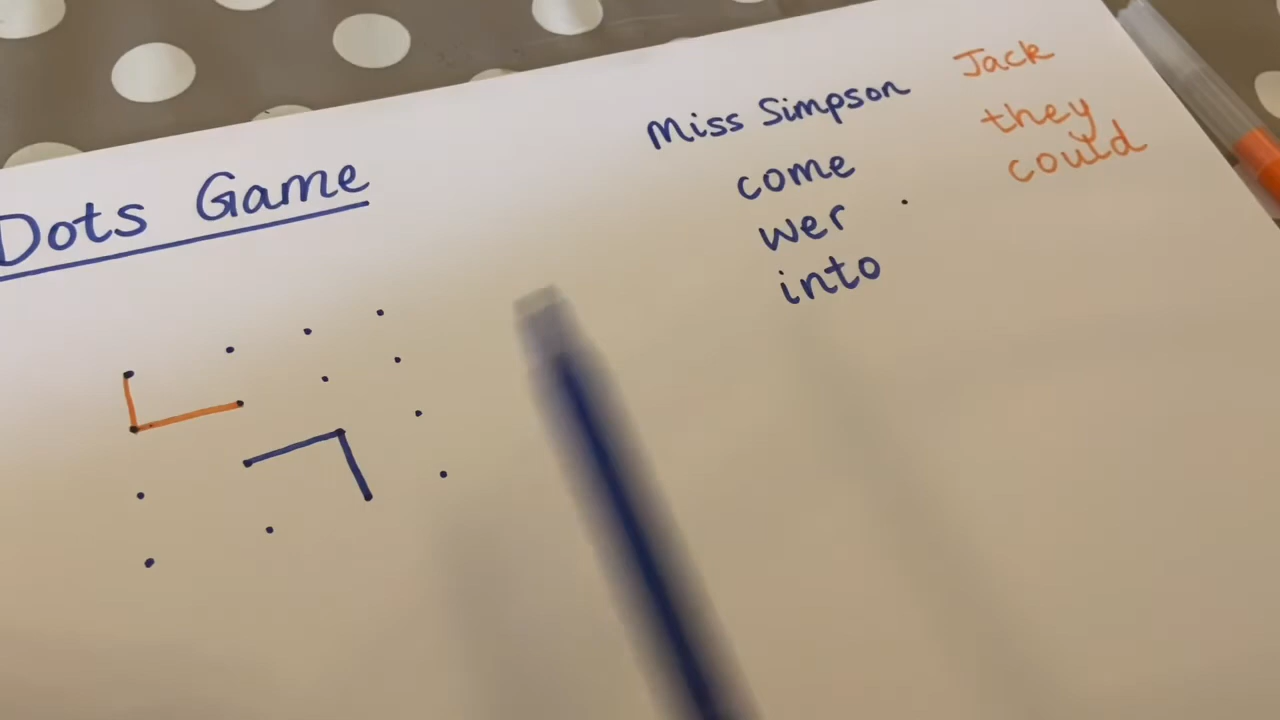 Dots Game
Miss Simpson
come
wer
into
Jack
they
could